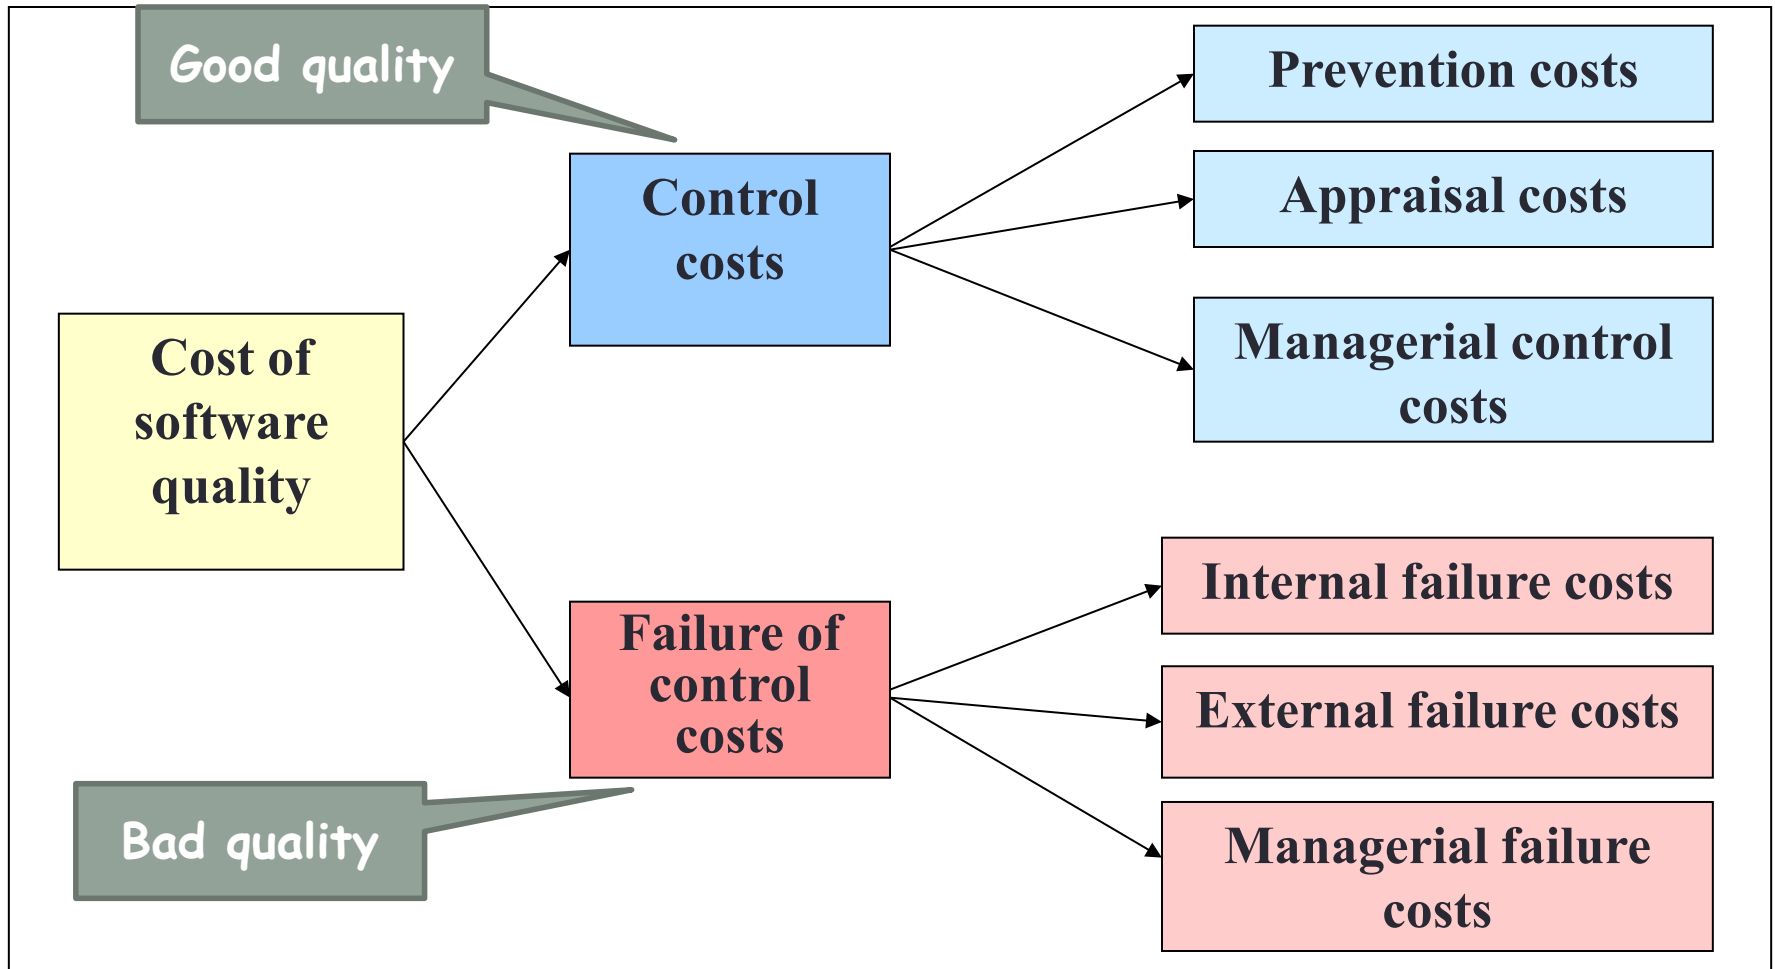 Good quality
Prevention costs
Appraisal costs
Control
costs
Managerial control
costs
Cost of
software
quality
Internal failure costs
Failure of
control
costs
External failure costs
Bad quality
Managerial failure
costs